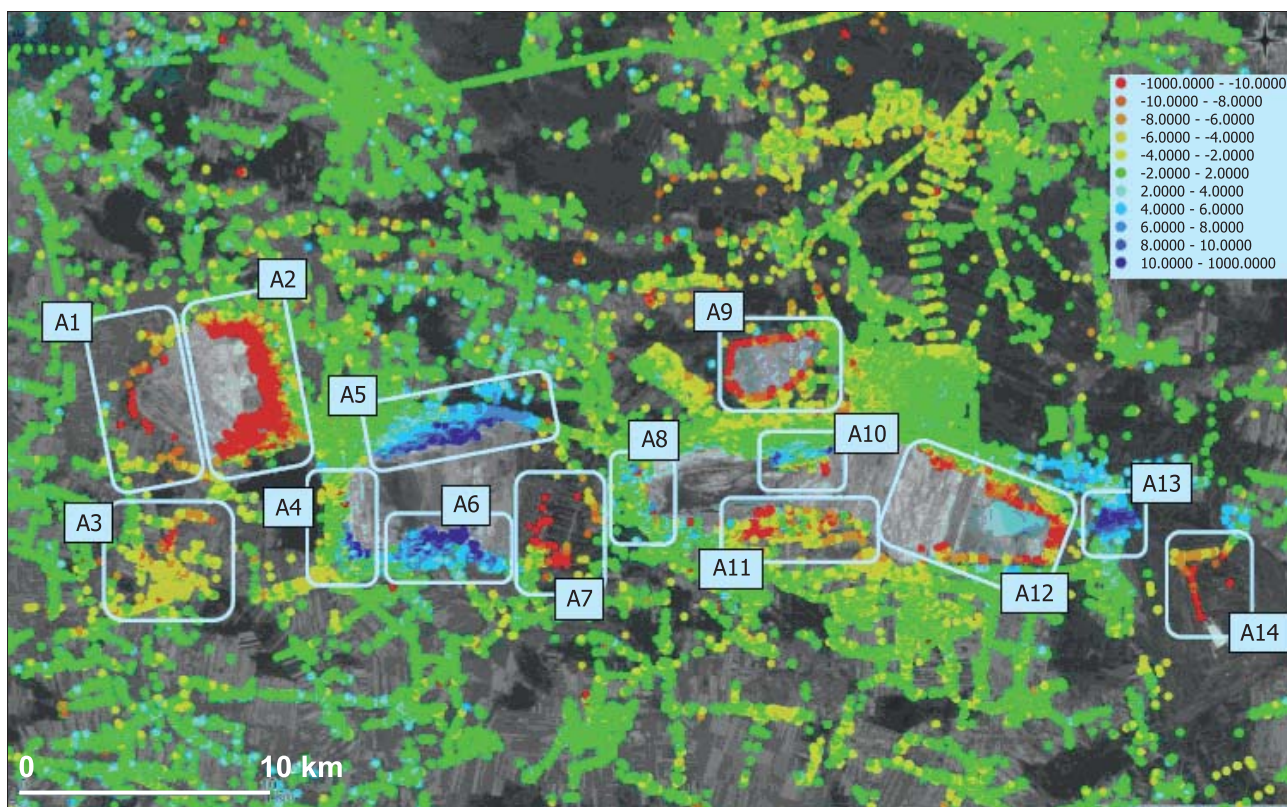 -1000.0000 - -10.0000
-10.0000 - -8.0000
-8.0000 - -6.0000
-6.0000 - -4.0000
-4.0000 - -2.0000
-2.0000 - 2.0000
2.0000 - 4.0000
4.0000 - 6.0000
6.0000 - 8.0000
8.0000 - 10.0000
10.0000 - 1000.0000
A1
A2
A9
A5
A8
A10
A3
A4
A6
A13
A11
A7
A12
A14
0 10 km